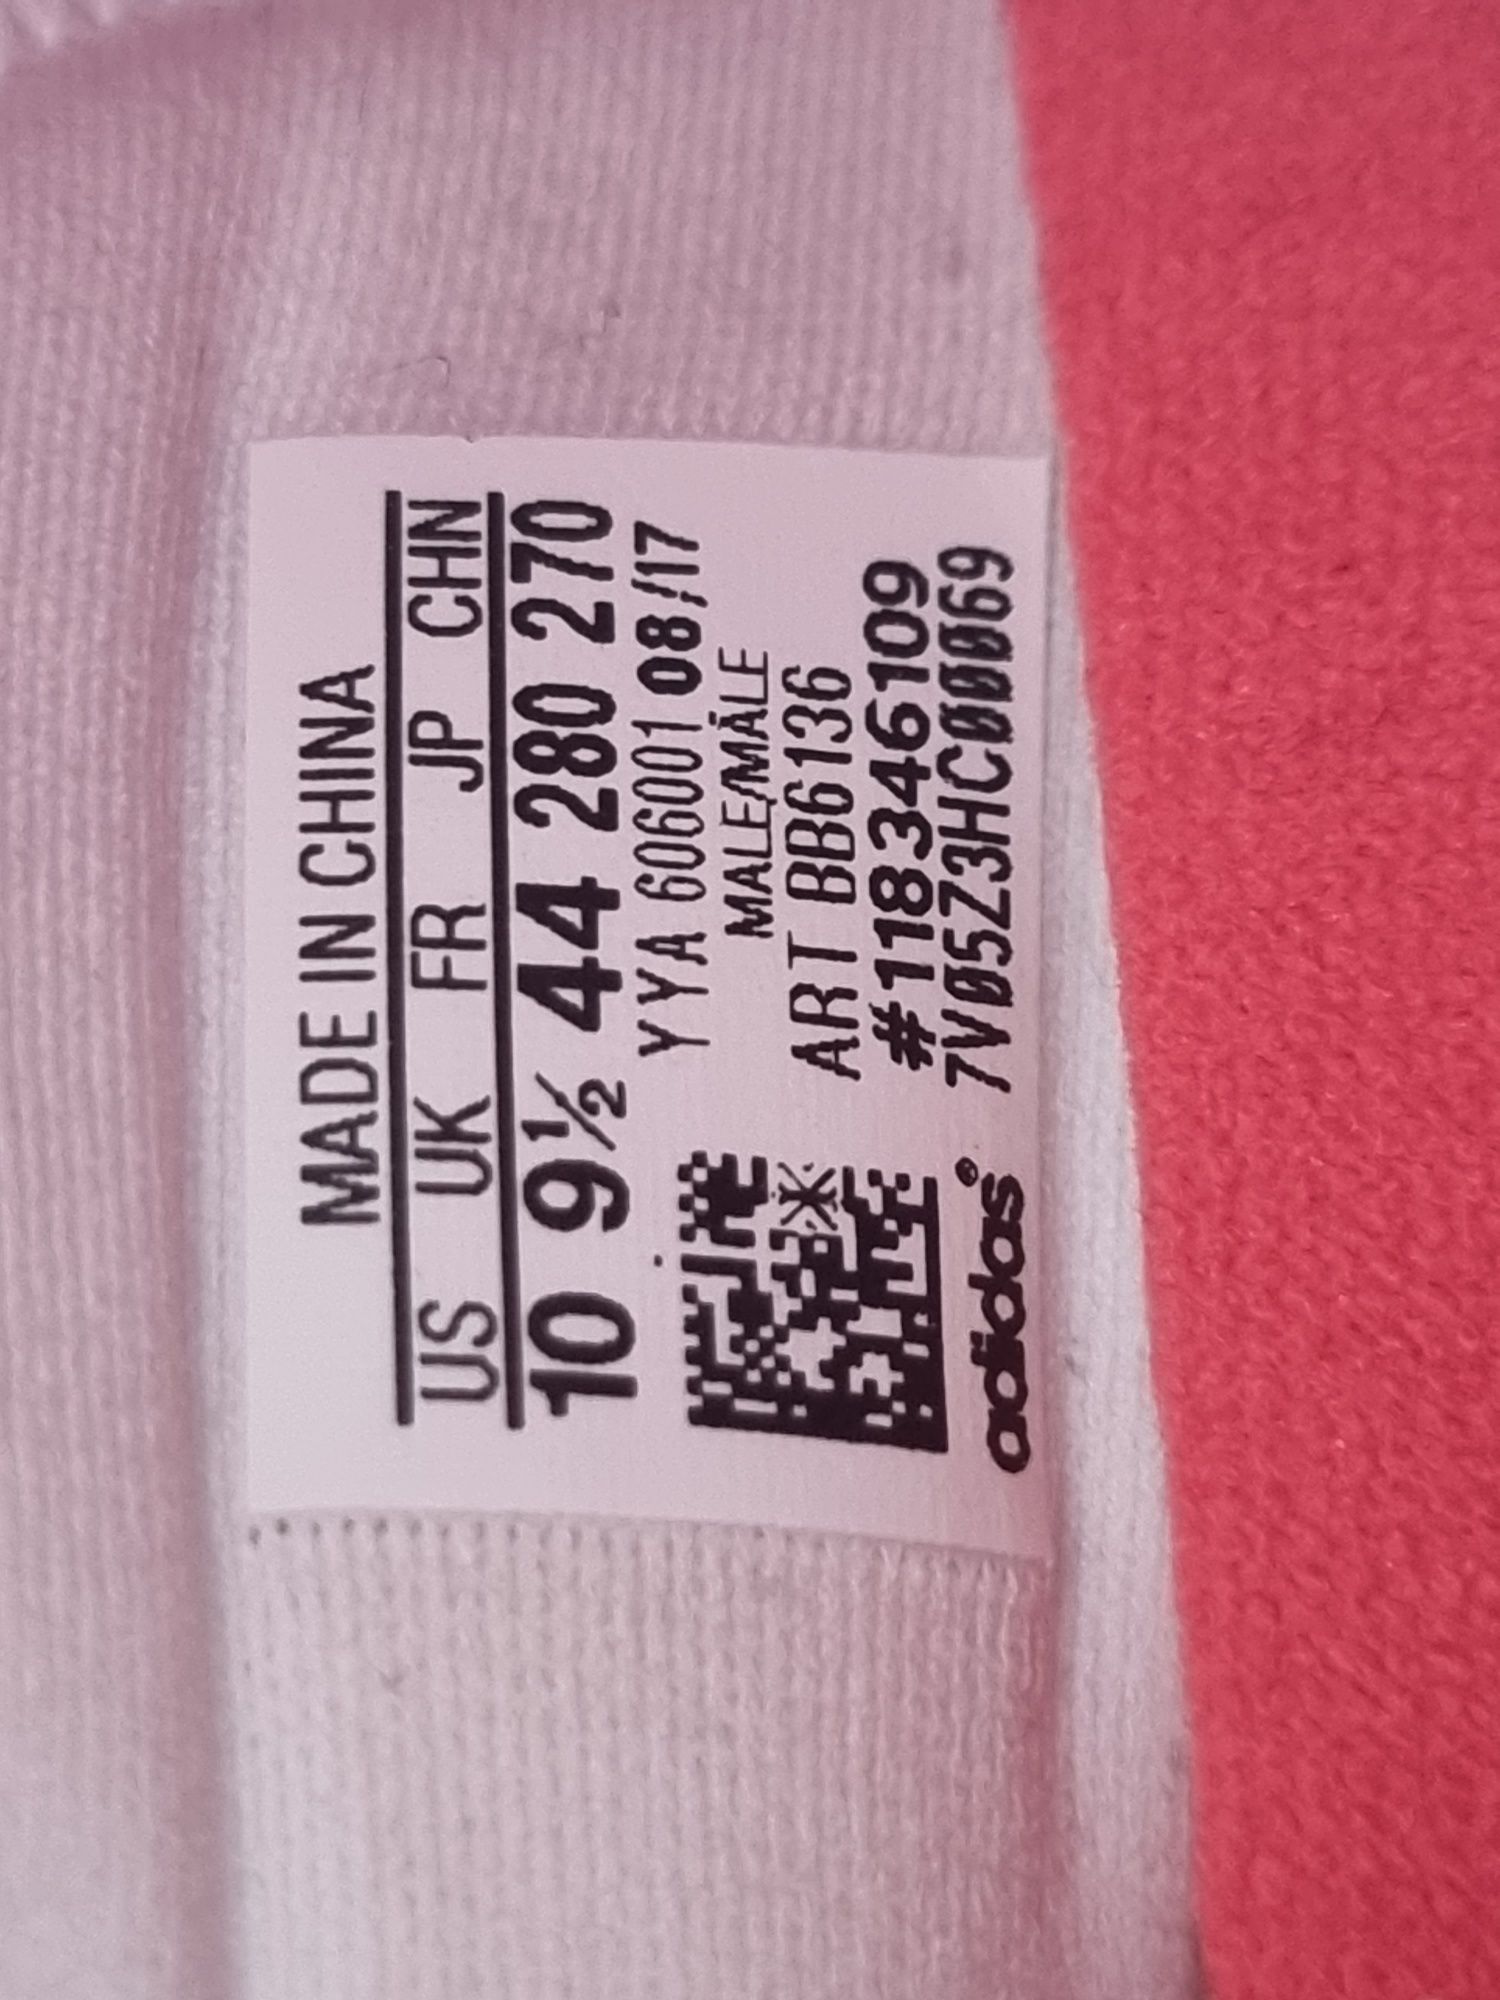 MADE IN CHINA
US UK FR JP CHN
10 9½ 44 280 270
YYA 606001 08/17
MALE/MÂLE
ART BB6136
#118346109
7V05Z3HC00069
adidas®